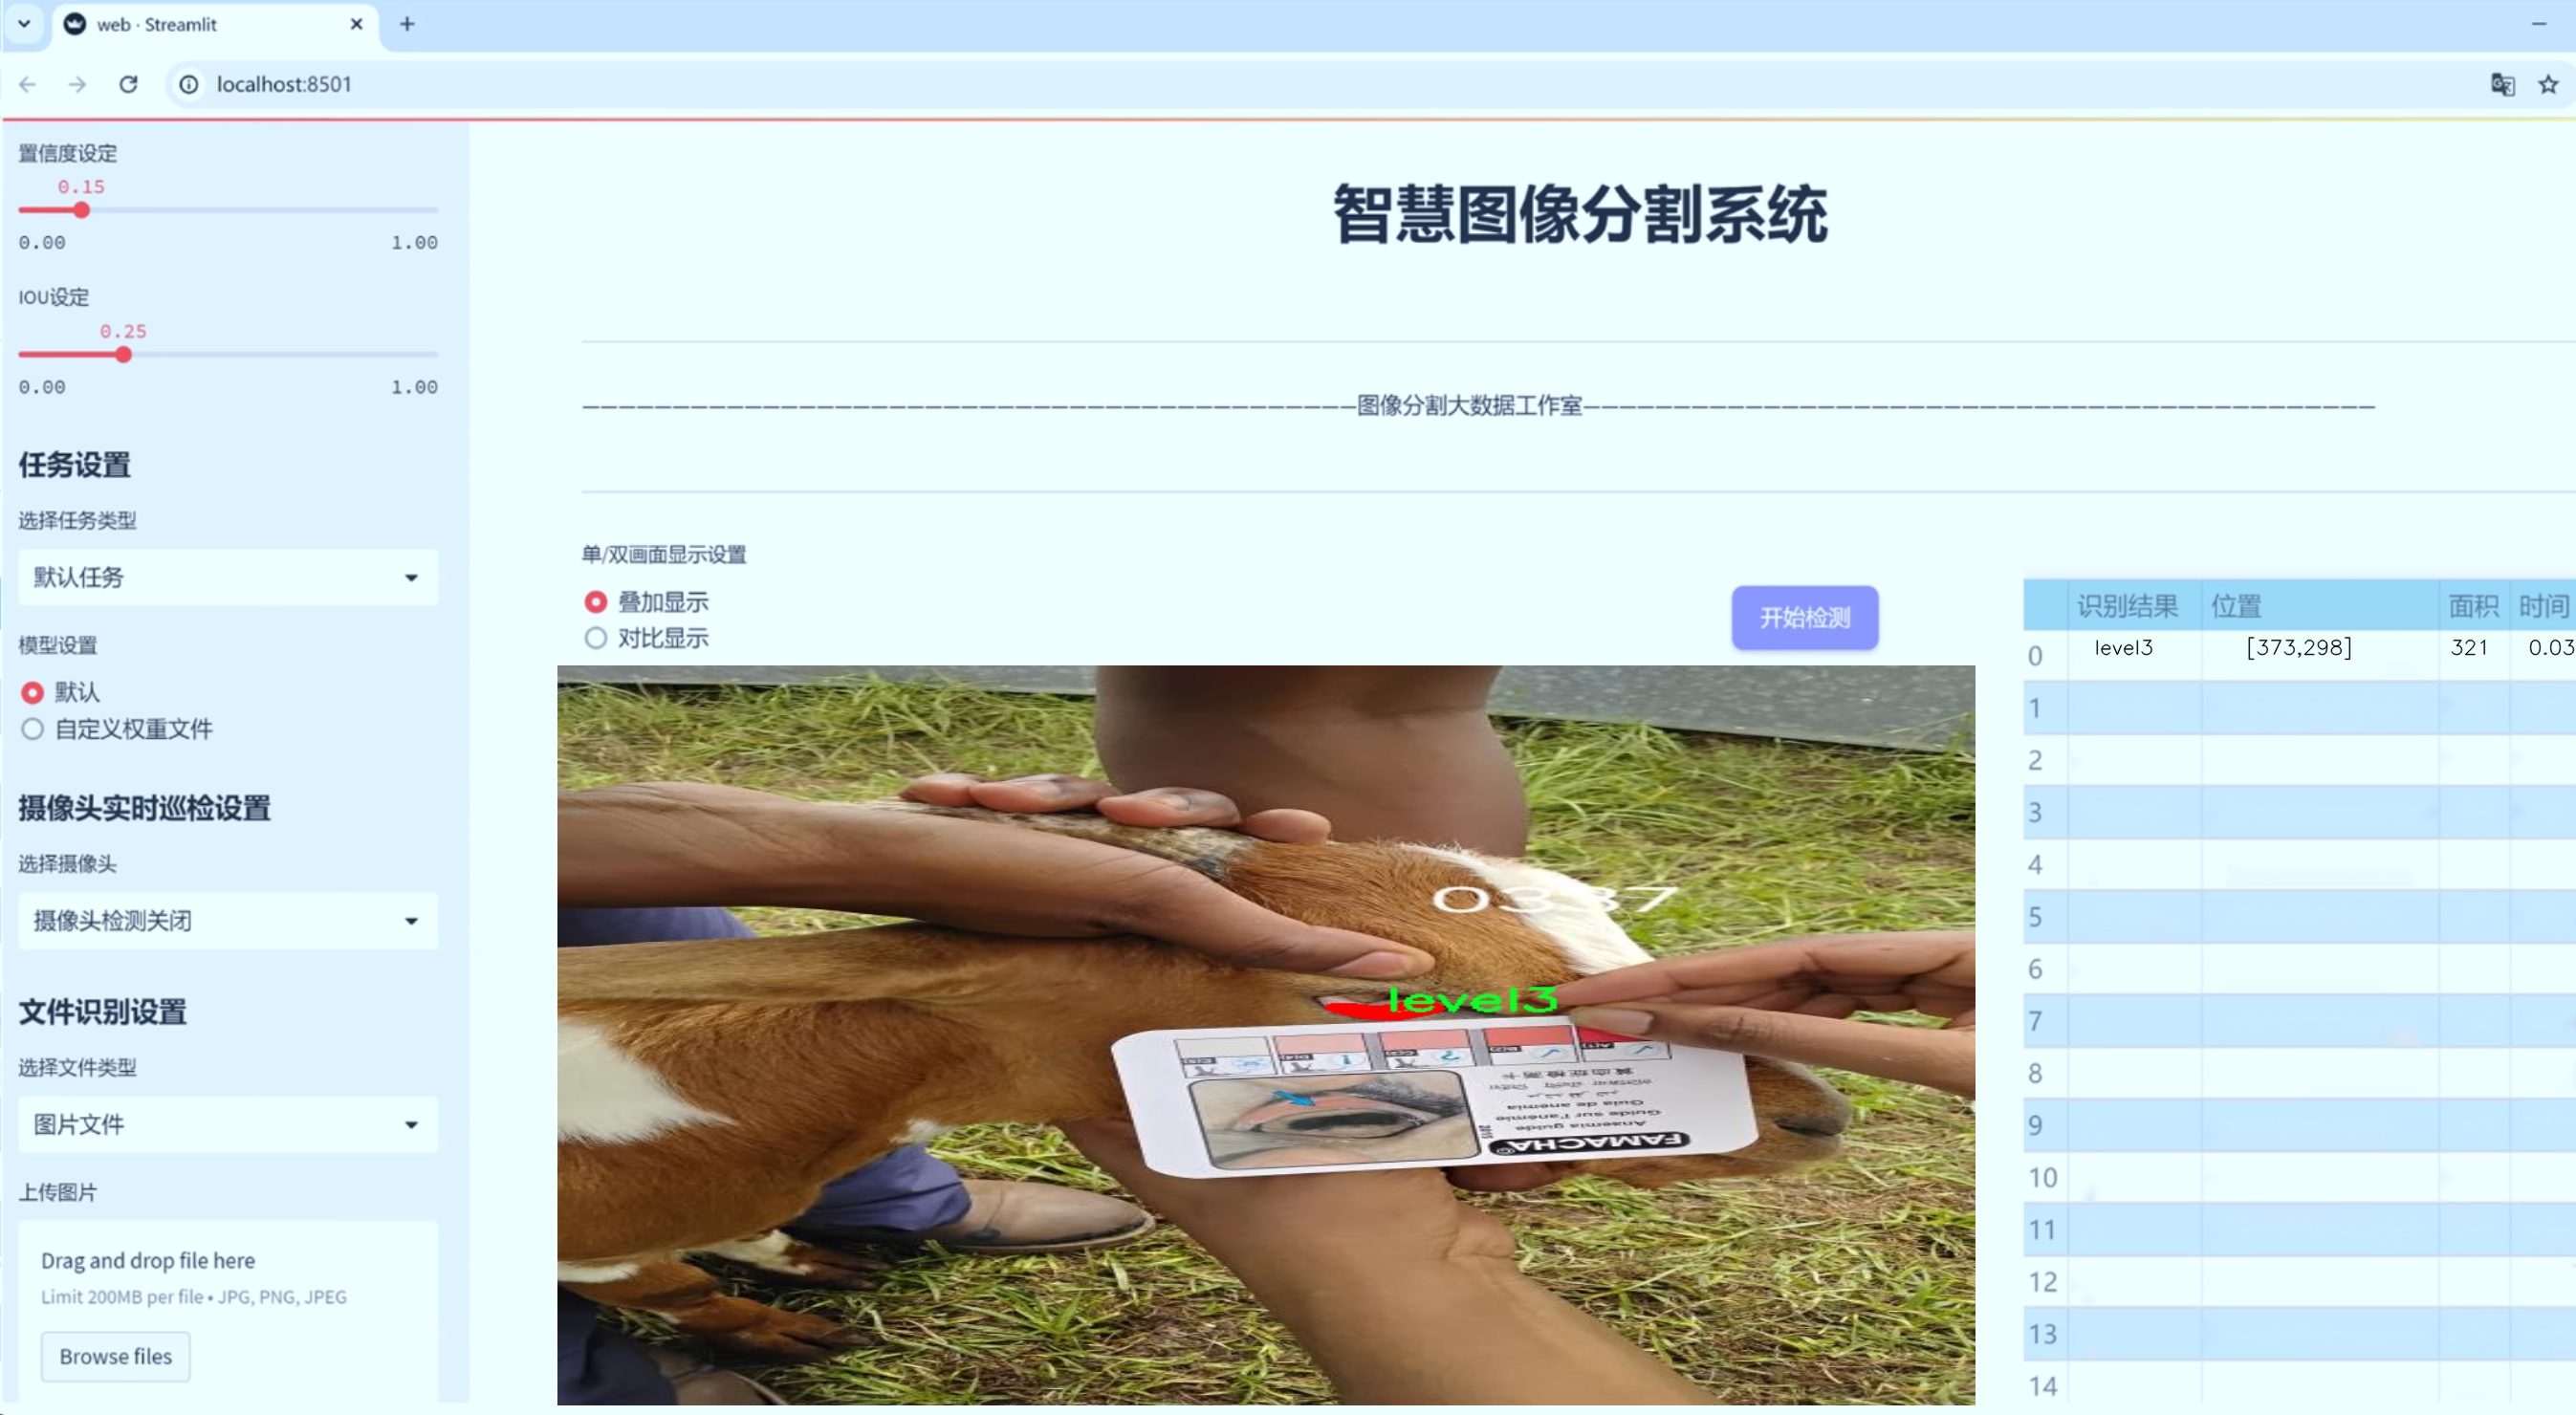 web · Streamlit
localhost:8501
置信度设定
0.15
0.00 1.00
IOU设定
0.25
0.00 1.00
任务设置
选择任务类型
默认任务
模型设置
默认
自定义权重文件
摄像头实时巡检设置
选择摄像头
摄像头检测关闭
文件识别设置
选择文件类型
图片文件
上传图片
Drag and drop file here
Limit 200MB per file • JPG, PNG, JPEG
Browse files
智慧图像分割系统
———————————————————————————————————————————图像分割大数据工作室————————————————————————————————————————————
单/双画面显示设置
叠加显示
对比显示
开始检测
0337
level3
贫血症检测卡
Guia de anemia
Guide sur l'anémie
Anaemia guide
FAMACHA©
识别结果 位置 面积 时间
0 level3 [373,298] 321 0.03
1
2
3
4
5
6
7
8
9
10
11
12
13
14